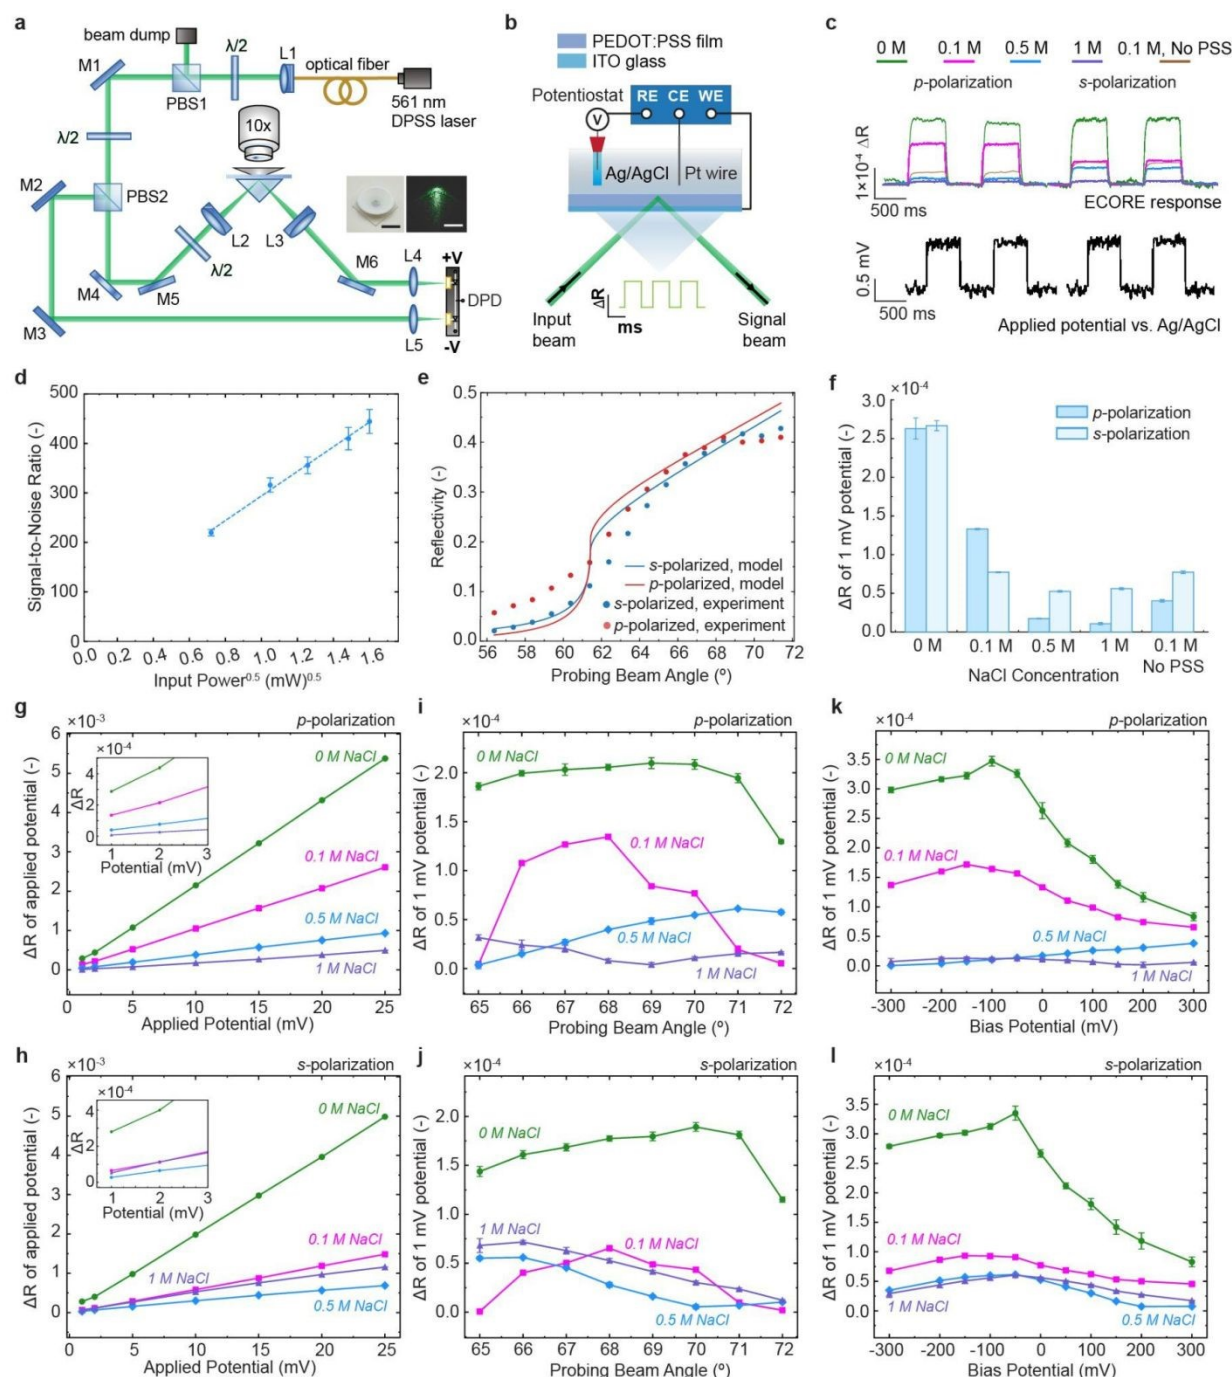 a
beam dump
λ/2
L1
optical fiber
M1
PBS1
561 nm
DPSS laser
10x
λ/2
M2
PBS2
L2
L3
λ/2
M4
M5
M6
L4
+V
DPD
M3
L5
-V
b
PEDOT:PSS film
ITO glass
Potentiostat
RE CE WE
V
Ag/AgCl
Pt wire
ΔR
ms
Input
beam
Signal
beam
c
0 M 0.1 M 0.5 M 1 M 0.1 M, No PSS
p-polarization s-polarization
1×10⁻⁴ ΔR
500 ms
ECORE response
0.5 mV
500 ms
Applied potential vs. Ag/AgCl
d
Signal-to-Noise Ratio (-)
500
400
300
200
100
0
0.0 0.2 0.4 0.6 0.8 1.0 1.2 1.4 1.6
Input Power⁰·⁵ (mW)⁰·⁵
e
Reflectivity
0.5
0.4
0.3
0.2
0.1
0.0
s-polarized, model
p-polarized, model
s-polarized, experiment
p-polarized, experiment
56 58 60 62 64 66 68 70 72
Probing Beam Angle (º)
f
×10⁻⁴
ΔR of 1 mV potential (-)
3.0
2.5
2.0
1.5
1.0
0.5
0.0
p-polarization
s-polarization
0 M 0.1 M 0.5 M 1 M 0.1 M
No PSS
NaCl Concentration
g
×10⁻³
p-polarization
ΔR of applied potential (-)
6
5
4
3
2
1
0
×10⁻⁴
ΔR
4
2
0
1 2 3
Potential (mV)
0 M NaCl
0.1 M NaCl
0.5 M NaCl
1 M NaCl
0 5 10 15 20 25
Applied Potential (mV)
i
×10⁻⁴
p-polarization
ΔR of 1 mV potential (-)
2.0
1.5
1.0
0.5
0.0
0 M NaCl
0.1 M NaCl
0.5 M NaCl
1 M NaCl
65 66 67 68 69 70 71 72
Probing Beam Angle (º)
k
×10⁻⁴
p-polarization
ΔR of 1 mV potential (-)
3.5
3.0
2.5
2.0
1.5
1.0
0.5
0.0
0 M NaCl
0.1 M NaCl
0.5 M NaCl
1 M NaCl
-300 -200 -100 0 100 200 300
Bias Potential (mV)
h
×10⁻³
s-polarization
ΔR of applied potential (-)
6
5
4
3
2
1
0
×10⁻⁴
ΔR
4
2
0
1 2 3
Potential (mV)
0 M NaCl
0.1 M NaCl
1 M NaCl
0.5 M NaCl
0 5 10 15 20 25
Applied Potential (mV)
j
×10⁻⁴
s-polarization
ΔR of 1 mV potential (-)
2.0
1.5
1.0
0.5
0.0
0 M NaCl
1 M NaCl
0.1 M NaCl
0.5 M NaCl
65 66 67 68 69 70 71 72
Probing Beam Angle (º)
l
×10⁻⁴
s-polarization
ΔR of 1 mV potential (-)
3.5
3.0
2.5
2.0
1.5
1.0
0.5
0.0
0 M NaCl
0.1 M NaCl
1 M NaCl
0.5 M NaCl
-300 -200 -100 0 100 200 300
Bias Potential (mV)